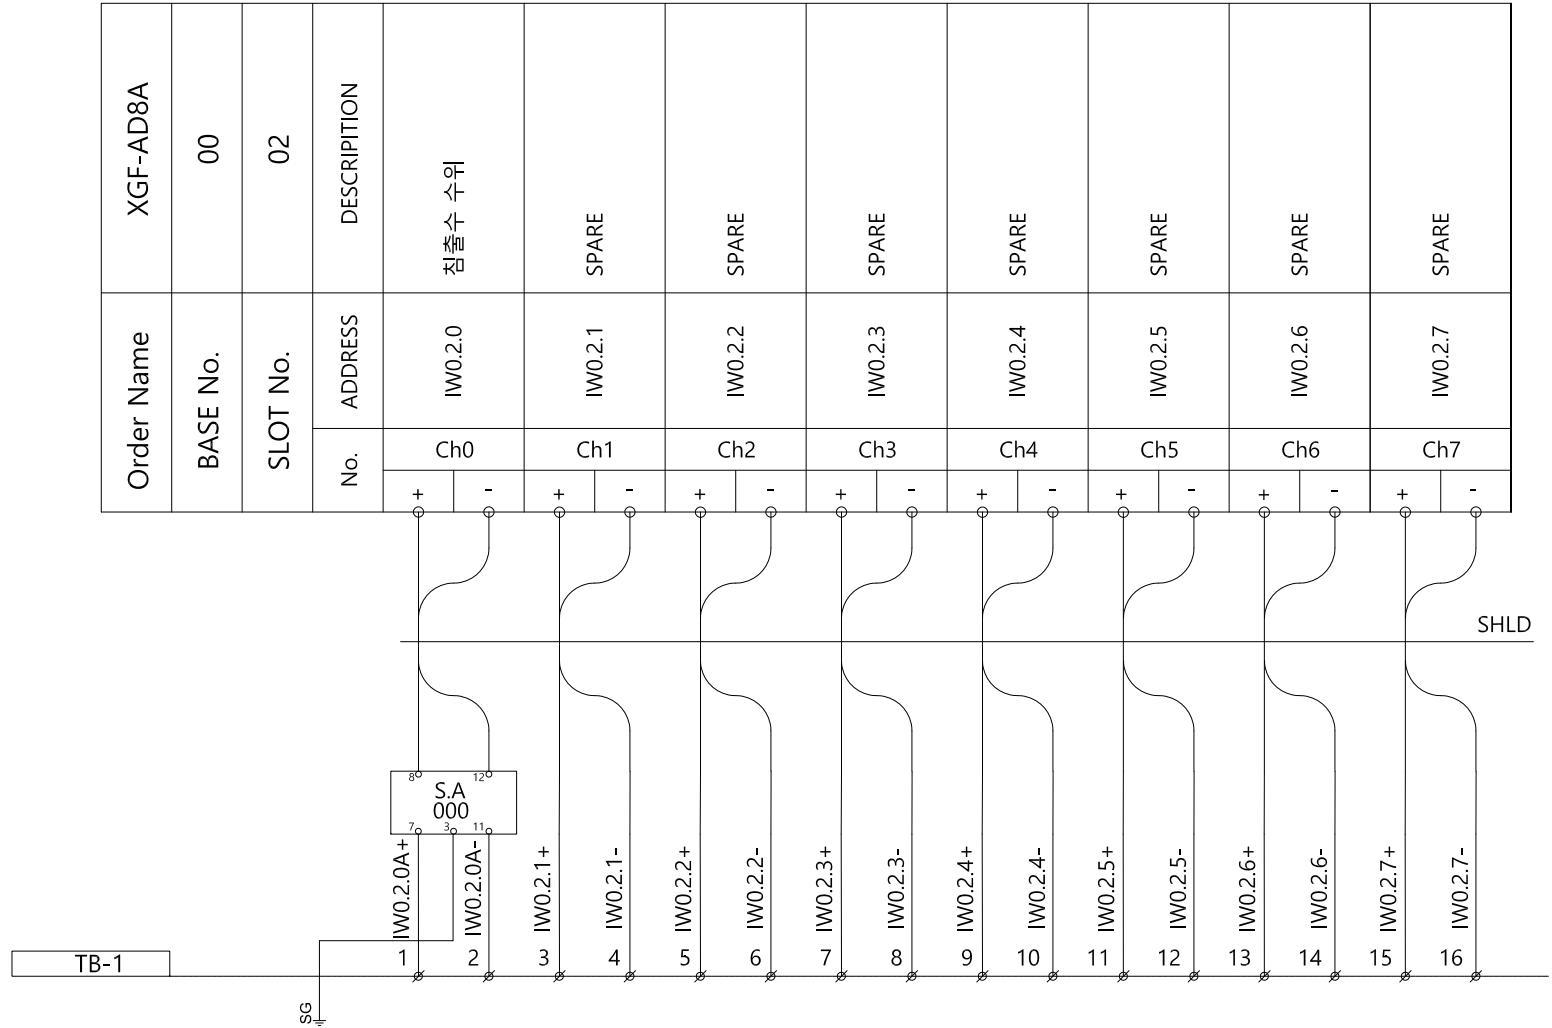 Order Name
XGF-AD8A
BASE No.
00
SLOT No.
02
No.
ADDRESS
DESCRIPITION
Ch0
IW0.2.0
침출수 수위
Ch1
IW0.2.1
SPARE
Ch2
IW0.2.2
SPARE
Ch3
IW0.2.3
SPARE
Ch4
IW0.2.4
SPARE
Ch5
IW0.2.5
SPARE
Ch6
IW0.2.6
SPARE
Ch7
IW0.2.7
SPARE
+ - + - + - + - + - + - + - + -
SHLD
8 12
S.A
000
7 3 11
IW0.2.0A+
IW0.2.0A-
IW0.2.1+
IW0.2.1-
IW0.2.2+
IW0.2.2-
IW0.2.3+
IW0.2.3-
IW0.2.4+
IW0.2.4-
IW0.2.5+
IW0.2.5-
IW0.2.6+
IW0.2.6-
IW0.2.7+
IW0.2.7-
TB-1
1 2 3 4 5 6 7 8 9 10 11 12 13 14 15 16
SG